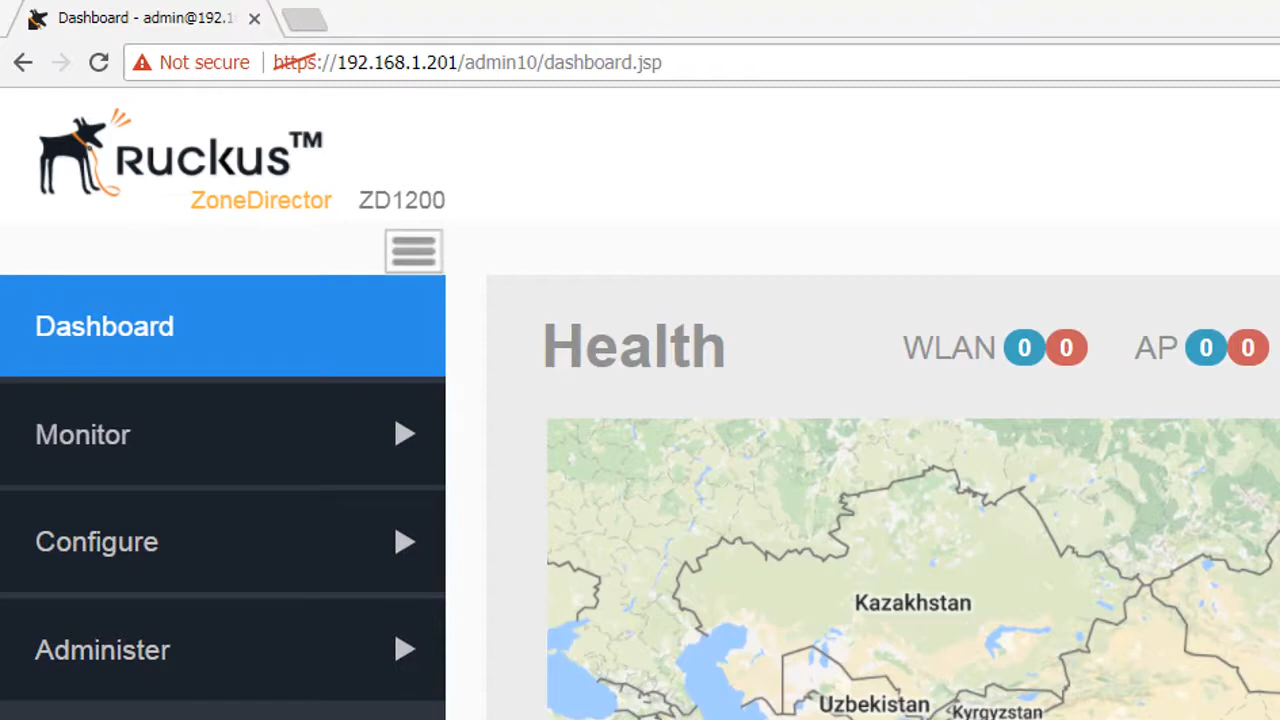 Dashboard - admin@192.1
Not secure https://192.168.1.201/admin10/dashboard.jsp
RUCKUS™
ZoneDirector ZD1200
Dashboard
Monitor
Configure
Administer
Health WLAN 0 0 AP 0 0
Kazakhstan
Uzbekistan
Kyrgyzstan